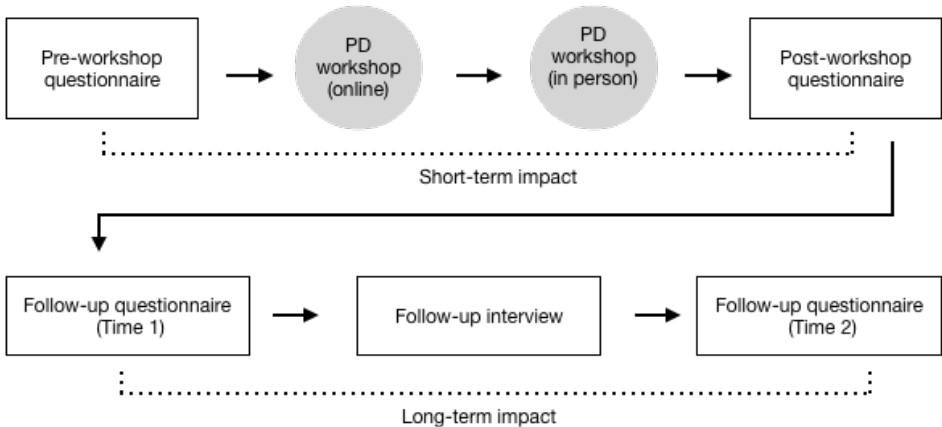 Pre-workshop
questionnaire
PD
workshop
(online)
PD
workshop
(in person)
Post-workshop
questionnaire
Short-term impact
Follow-up questionnaire
(Time 1)
Follow-up interview
Follow-up questionnaire
(Time 2)
Long-term impact